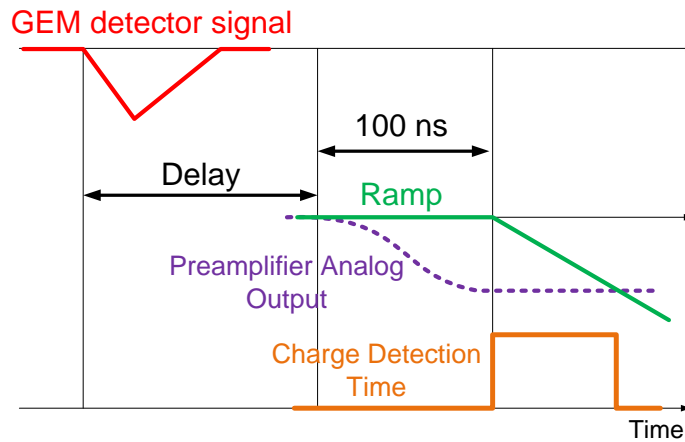 GEM detector signal
100 ns
Delay
Ramp
Preamplifier Analog
Output
Charge Detection
Time
Time